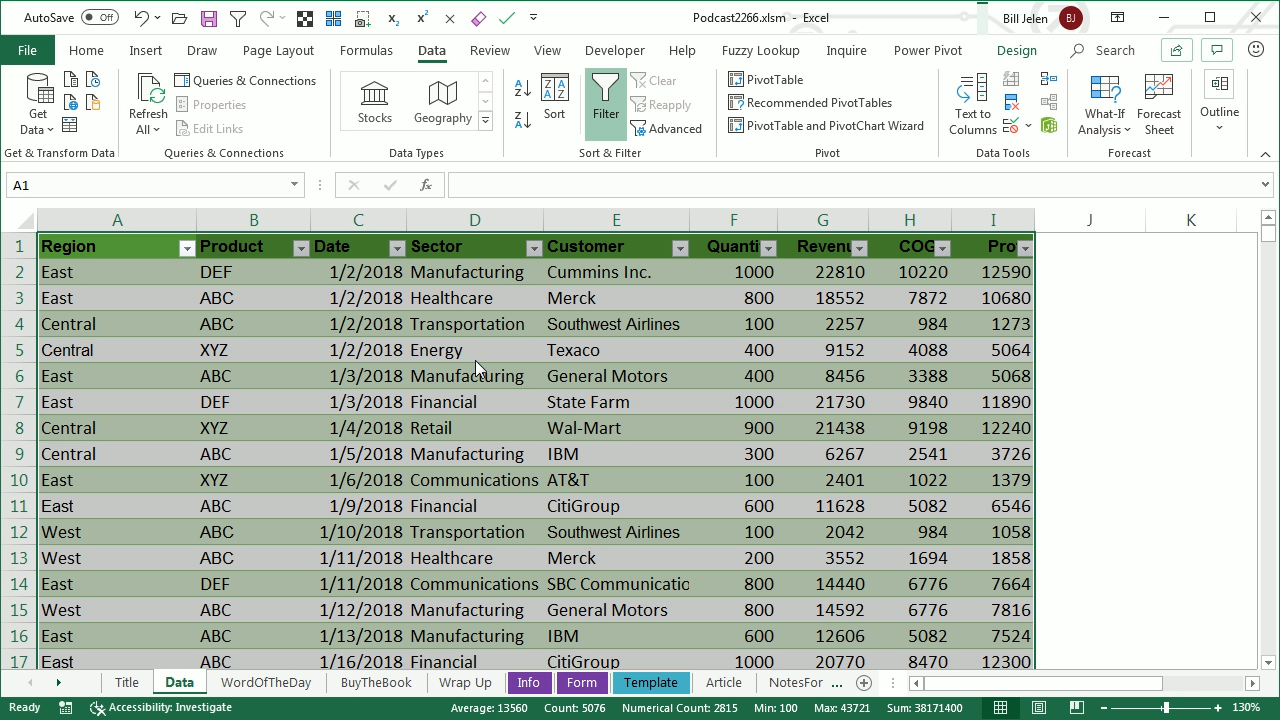 AutoSave Off Podcast2266.xlsm - Excel Bill Jelen BJ
File Home Insert Draw Page Layout Formulas Data Review View Developer Help Fuzzy Lookup Inquire Power Pivot Design Search
Get Data
Get & Transform Data
Refresh All
Queries & Connections
Properties
Edit Links
Queries & Connections
Stocks Geography
Data Types
Sort
Filter
Clear
Reapply
Advanced
Sort & Filter
PivotTable
Recommended PivotTables
PivotTable and PivotChart Wizard
Pivot
Text to Columns
Data Tools
What-If Analysis
Forecast Sheet
Forecast
Outline
A1 fx
A B C D E F G H I J K
1 Region Product Date Sector Customer Quanti Revenu COG Pro
2 East DEF 1/2/2018 Manufacturing Cummins Inc. 1000 22810 10220 12590
3 East ABC 1/2/2018 Healthcare Merck 800 18552 7872 10680
4 Central ABC 1/2/2018 Transportation Southwest Airlines 100 2257 984 1273
5 Central XYZ 1/2/2018 Energy Texaco 400 9152 4088 5064
6 East ABC 1/3/2018 Manufacturing General Motors 400 8456 3388 5068
7 East DEF 1/3/2018 Financial State Farm 1000 21730 9840 11890
8 Central XYZ 1/4/2018 Retail Wal-Mart 900 21438 9198 12240
9 Central ABC 1/5/2018 Manufacturing IBM 300 6267 2541 3726
10 East XYZ 1/6/2018 Communications AT&T 100 2401 1022 1379
11 East ABC 1/9/2018 Financial CitiGroup 600 11628 5082 6546
12 West ABC 1/10/2018 Transportation Southwest Airlines 100 2042 984 1058
13 West ABC 1/11/2018 Healthcare Merck 200 3552 1694 1858
14 East DEF 1/11/2018 Communications SBC Communicatio 800 14440 6776 7664
15 West ABC 1/12/2018 Manufacturing General Motors 800 14592 6776 7816
16 East ABC 1/13/2018 Manufacturing IBM 600 12606 5082 7524
17 East ABC 1/16/2018 Financial CitiGroup 1000 20770 8470 12300
Title Data WordOfTheDay BuyTheBook Wrap Up Info Form Template Article NotesFor ...
Ready Accessibility: Investigate Average: 13560 Count: 5076 Numerical Count: 2815 Min: 100 Max: 43721 Sum: 38171400 130%